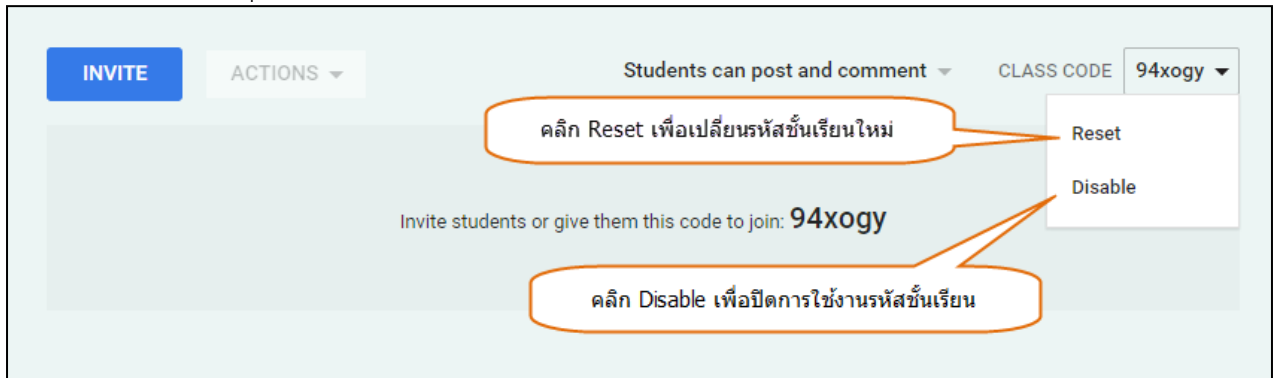 INVITE ACTIONS Students can post and comment CLASS CODE 94xogy
คลิก Reset เพื่อเปลี่ยนรหัสชั้นเรียนใหม่ Reset
Disable
Invite students or give them this code to join: 94xogy
คลิก Disable เพื่อปิดการใช้งานรหัสชั้นเรียน